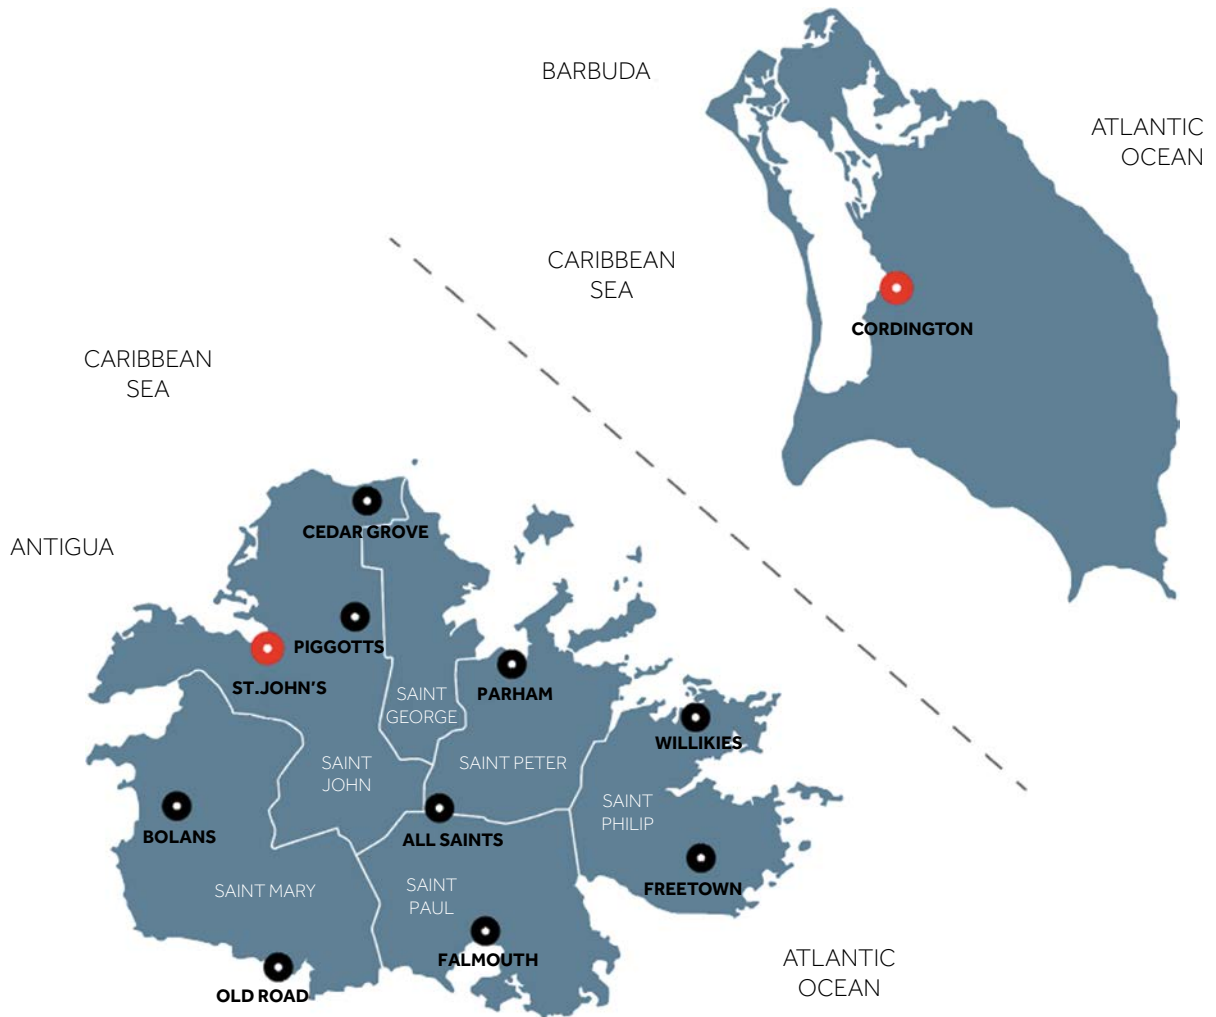 BARBUDA
ATLANTIC
OCEAN
CARIBBEAN
SEA
CORDINGTON
CARIBBEAN
SEA
ANTIGUA
CEDAR GROVE
PIGGOTTS
ST.JOHN'S
SAINT
GEORGE
PARHAM
WILLIKIES
SAINT
JOHN
SAINT PETER
SAINT
PHILIP
BOLANS
ALL SAINTS
SAINT MARY
SAINT
PAUL
FREETOWN
FALMOUTH
OLD ROAD
ATLANTIC
OCEAN